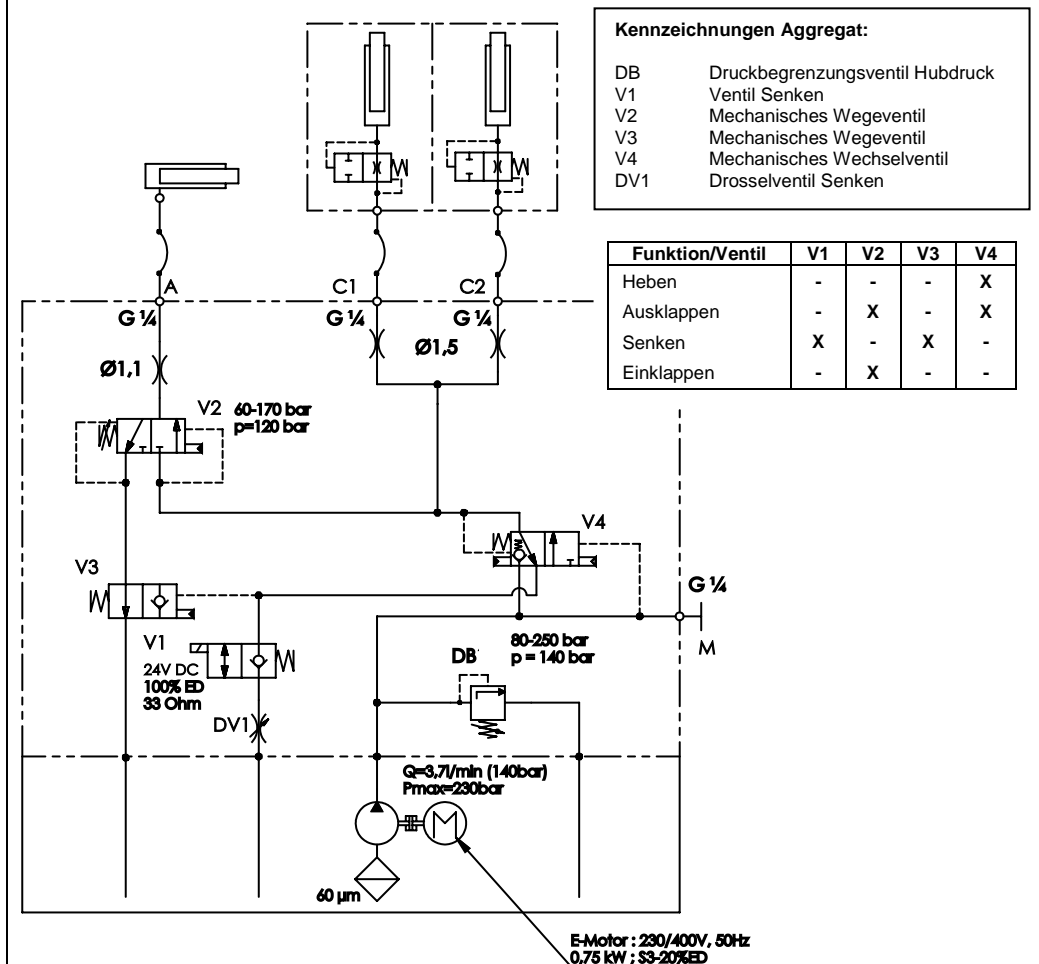 Kennzeichnungen Aggregat:
DB Druckbegrenzungsventil Hubdruck
V1 Ventil Senken
V2 Mechanisches Wegeventil
V3 Mechanisches Wegeventil
V4 Mechanisches Wechselventil
DV1 Drosselventil Senken
Funktion/Ventil V1 V2 V3 V4
Heben - - - X
Ausklappen - X - X
Senken X - X -
Einklappen - X - -
A C1 C2
G ¼ G ¼ G ¼
Ø1,1 Ø1,5
V2 60-170 bar
p=120 bar
V4
V3
G ¼
M
V1
24V DC
100% ED
33 Ohm
80-250 bar
p = 140 bar
DB
DV1
Q=3,7l/min (140bar)
Pmax=230bar
M
60 µm
E-Motor : 230/400V, 50Hz
0,75 kW ; S3-20%ED